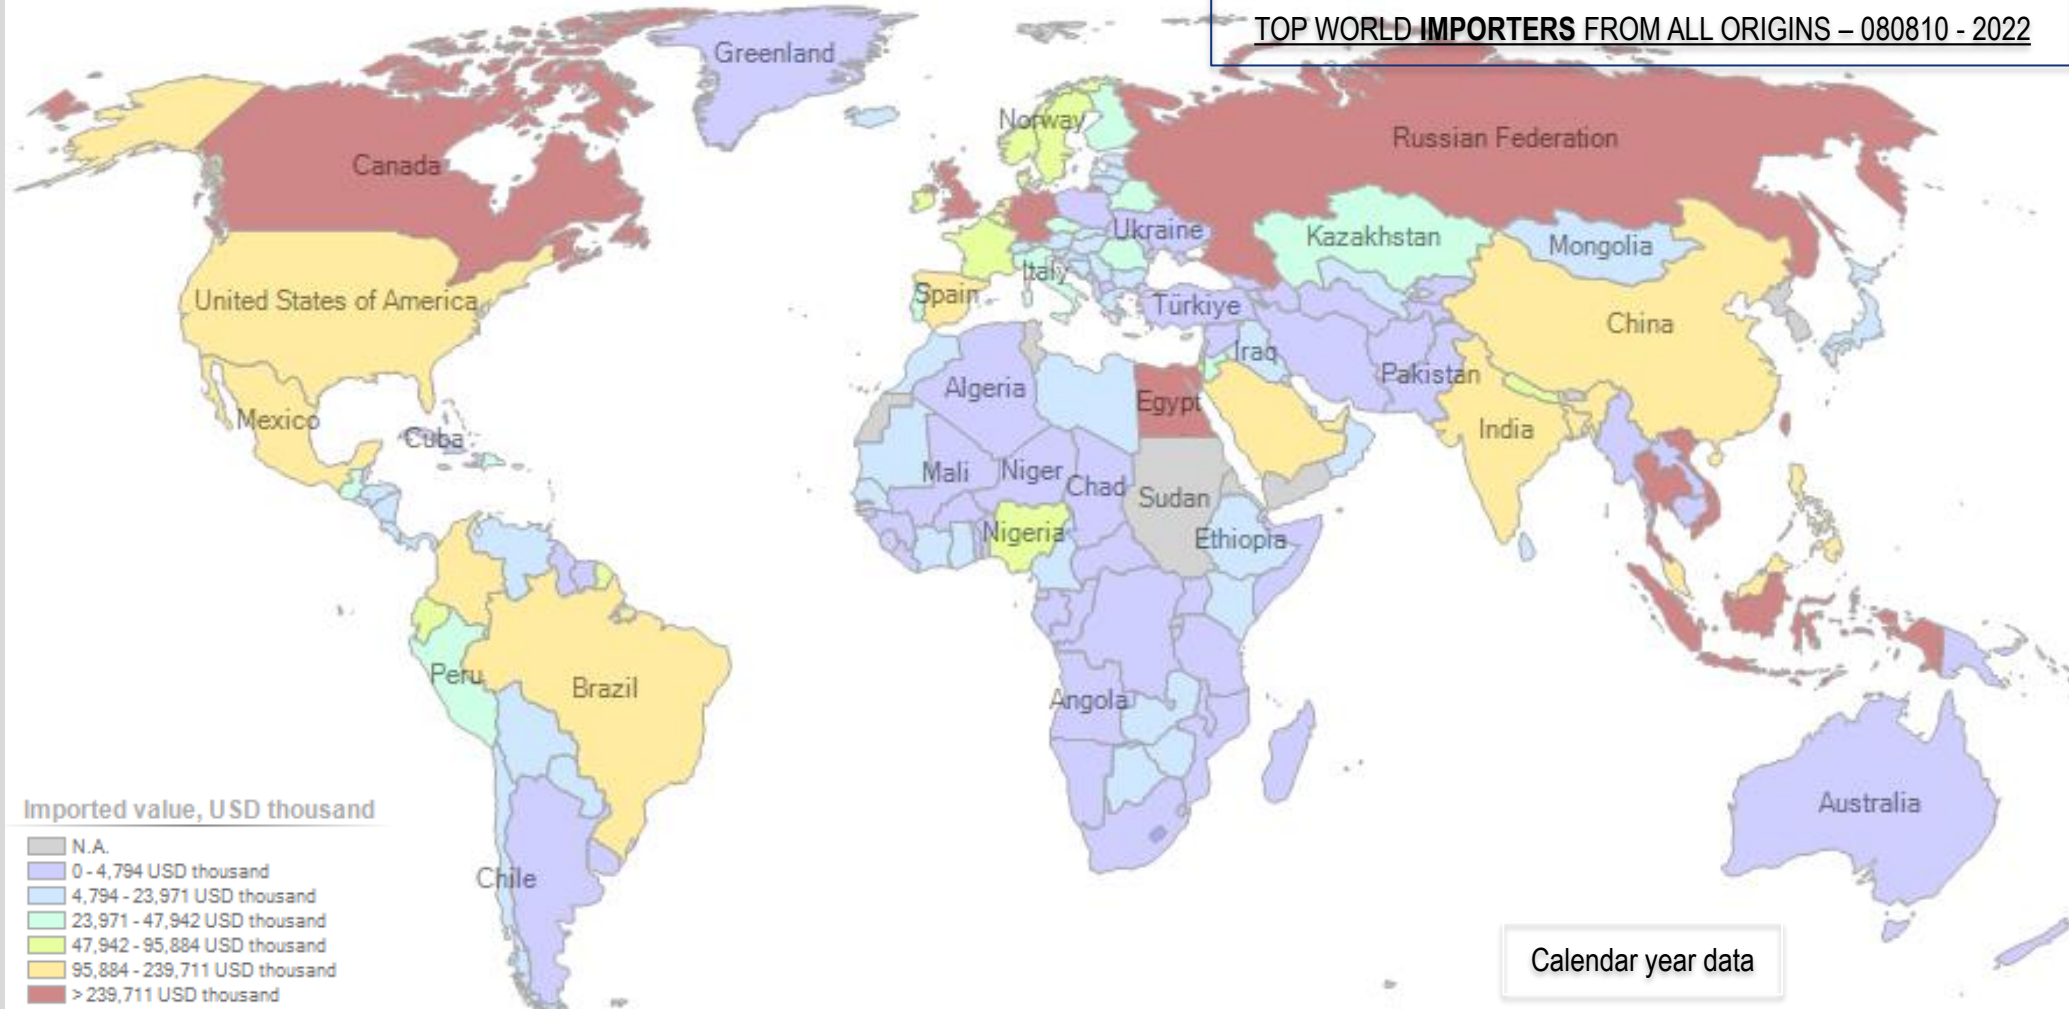 TOP WORLD IMPORTERS FROM ALL ORIGINS – 080810 - 2022
Greenland
Norway
Russian Federation
Canada
Ukraine
Kazakhstan
Mongolia
Italy
Spain
United States of America
Türkiye
China
Iraq
Pakistan
Algeria
Egypt
Mexico
Cuba
India
Mali
Niger
Chad
Sudan
Nigeria
Ethiopia
Peru
Brazil
Angola
Australia
Chile
Imported value, USD thousand
N.A.
0 - 4,794 USD thousand
4,794 - 23,971 USD thousand
23,971 - 47,942 USD thousand
47,942 - 95,884 USD thousand
95,884 - 239,711 USD thousand
> 239,711 USD thousand
Calendar year data